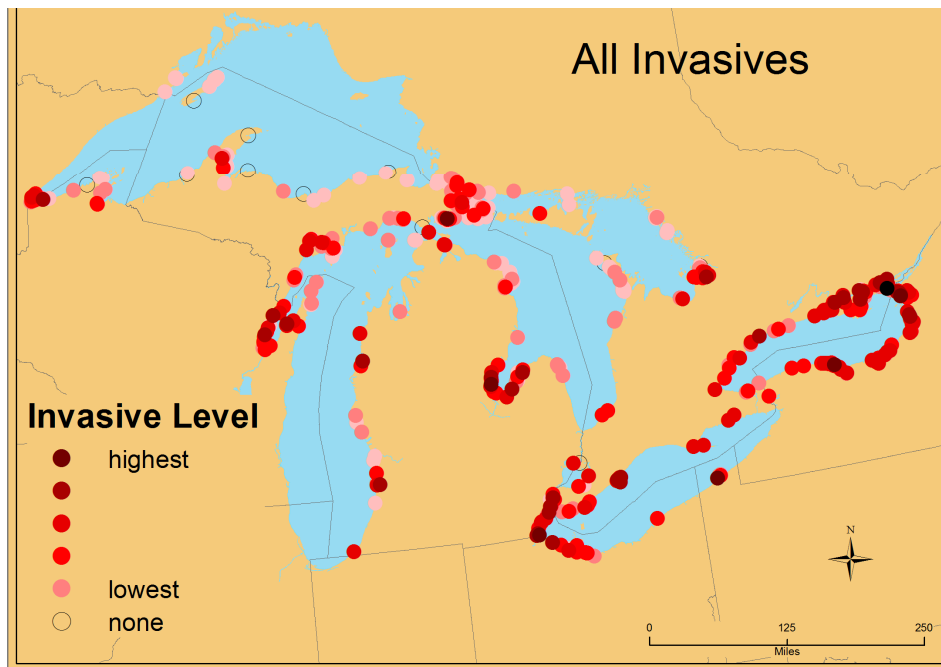 All Invasives
Invasive Level
highest
lowest
none
N
0 125 250
Miles